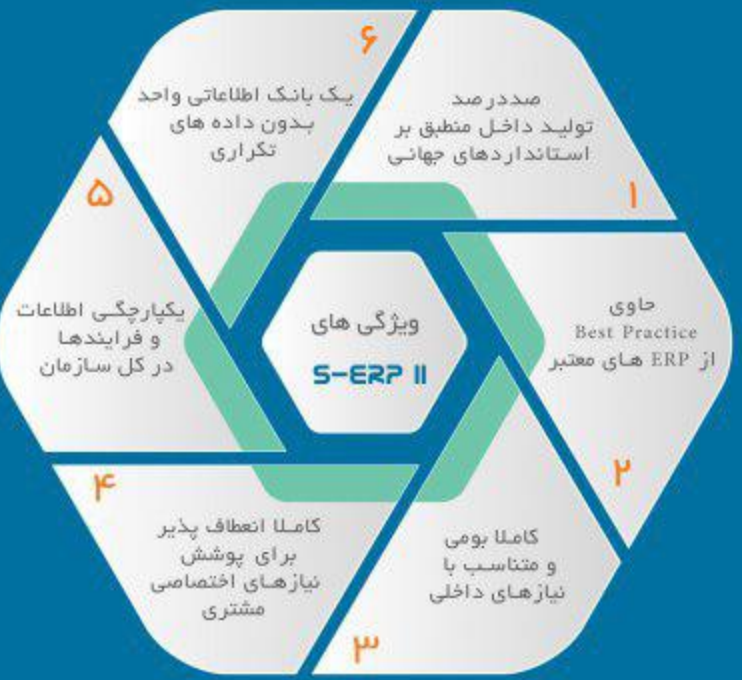 ویژگی های
S-ERP II
صددرصد
تولید داخل منطبق بر
استانداردهای جهانی
۱
حاوی
Best Practice
از ERP های معتبر
۲
کاملا بومی
و متناسب با
نیازهای داخلی
۳
کاملا انعطاف پذیر
برای پوشش
نیازهای اختصاصی
مشتری
۴
یکپارچگی اطلاعات
و فرایندها
در کل سازمان
۵
یک بانک اطلاعاتی واحد
بدون داده های
تکراری
۶